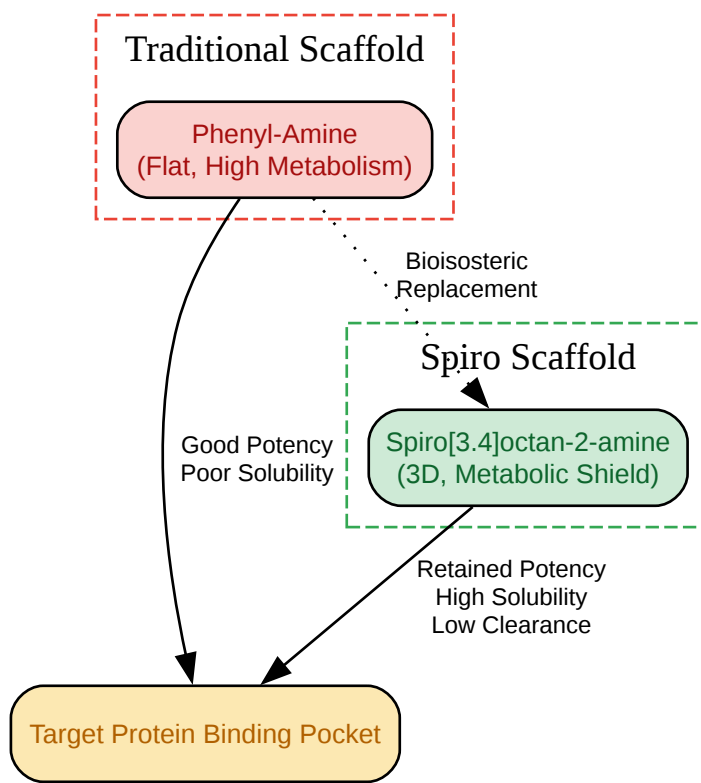 Traditional Scaffold
Phenyl-Amine
(Flat, High Metabolism)
Bioisosteric
Replacement
Spiro Scaffold
Spiro[3.4]octan-2-amine
(3D, Metabolic Shield)
Good Potency
Poor Solubility
Retained Potency
High Solubility
Low Clearance
Target Protein Binding Pocket